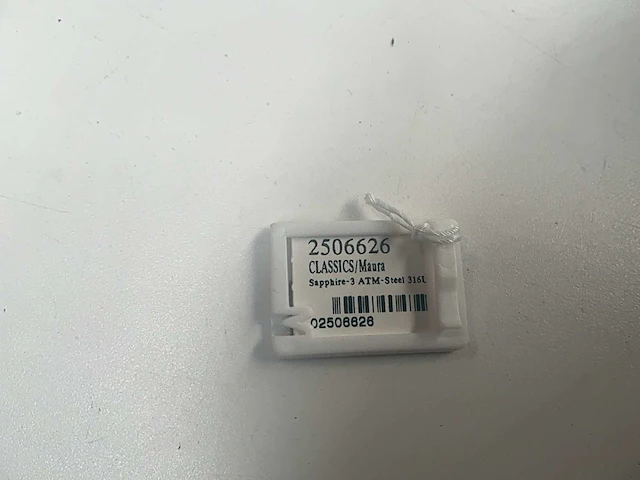 2506626
CLASSICS/Maura
Sapphire-3 ATM-Steel 316L
02506626